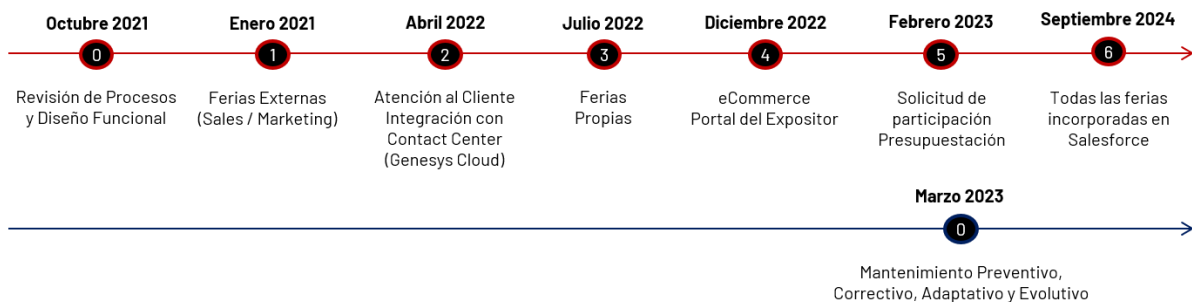 Octubre 2021
0
Revisión de Procesos
y Diseño Funcional
Enero 2021
1
Ferias Externas
(Sales / Marketing)
Abril 2022
2
Atención al Cliente
Integración con
Contact Center
(Genesys Cloud)
Julio 2022
3
Ferias
Propias
Diciembre 2022
4
eCommerce
Portal del Expositor
Febrero 2023
5
Solicitud de
participación
Presupuestación
Septiembre 2024
6
Todas las ferias
incorporadas en
Salesforce
Marzo 2023
0
Mantenimiento Preventivo,
Correctivo, Adaptativo y Evolutivo